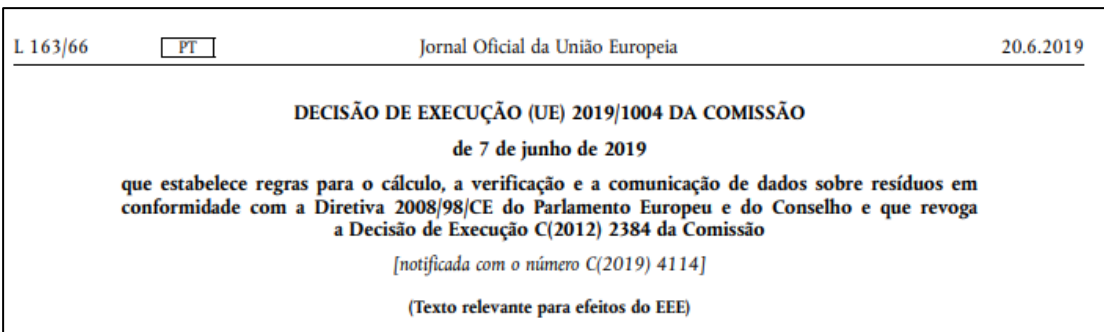 L 163/66 PT Jornal Oficial da União Europeia 20.6.2019
DECISÃO DE EXECUÇÃO (UE) 2019/1004 DA COMISSÃO
de 7 de junho de 2019
que estabelece regras para o cálculo, a verificação e a comunicação de dados sobre resíduos em
conformidade com a Diretiva 2008/98/CE do Parlamento Europeu e do Conselho e que revoga
a Decisão de Execução C(2012) 2384 da Comissão
[notificada com o número C(2019) 4114]
(Texto relevante para efeitos do EEE)